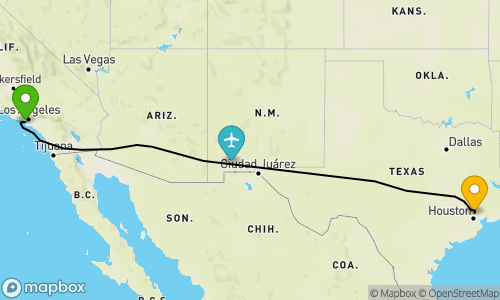 KANS.
LIF.
Las Vegas
kersfield
OKLA.
Los Angeles
ARIZ.
N.M.
Tijuana
Dallas
Ciudad Juárez
TEXAS
B.C.
SON.
Houston
CHIH.
COA.
mapbox
B.C.S.
© Mapbox © OpenStreetMap